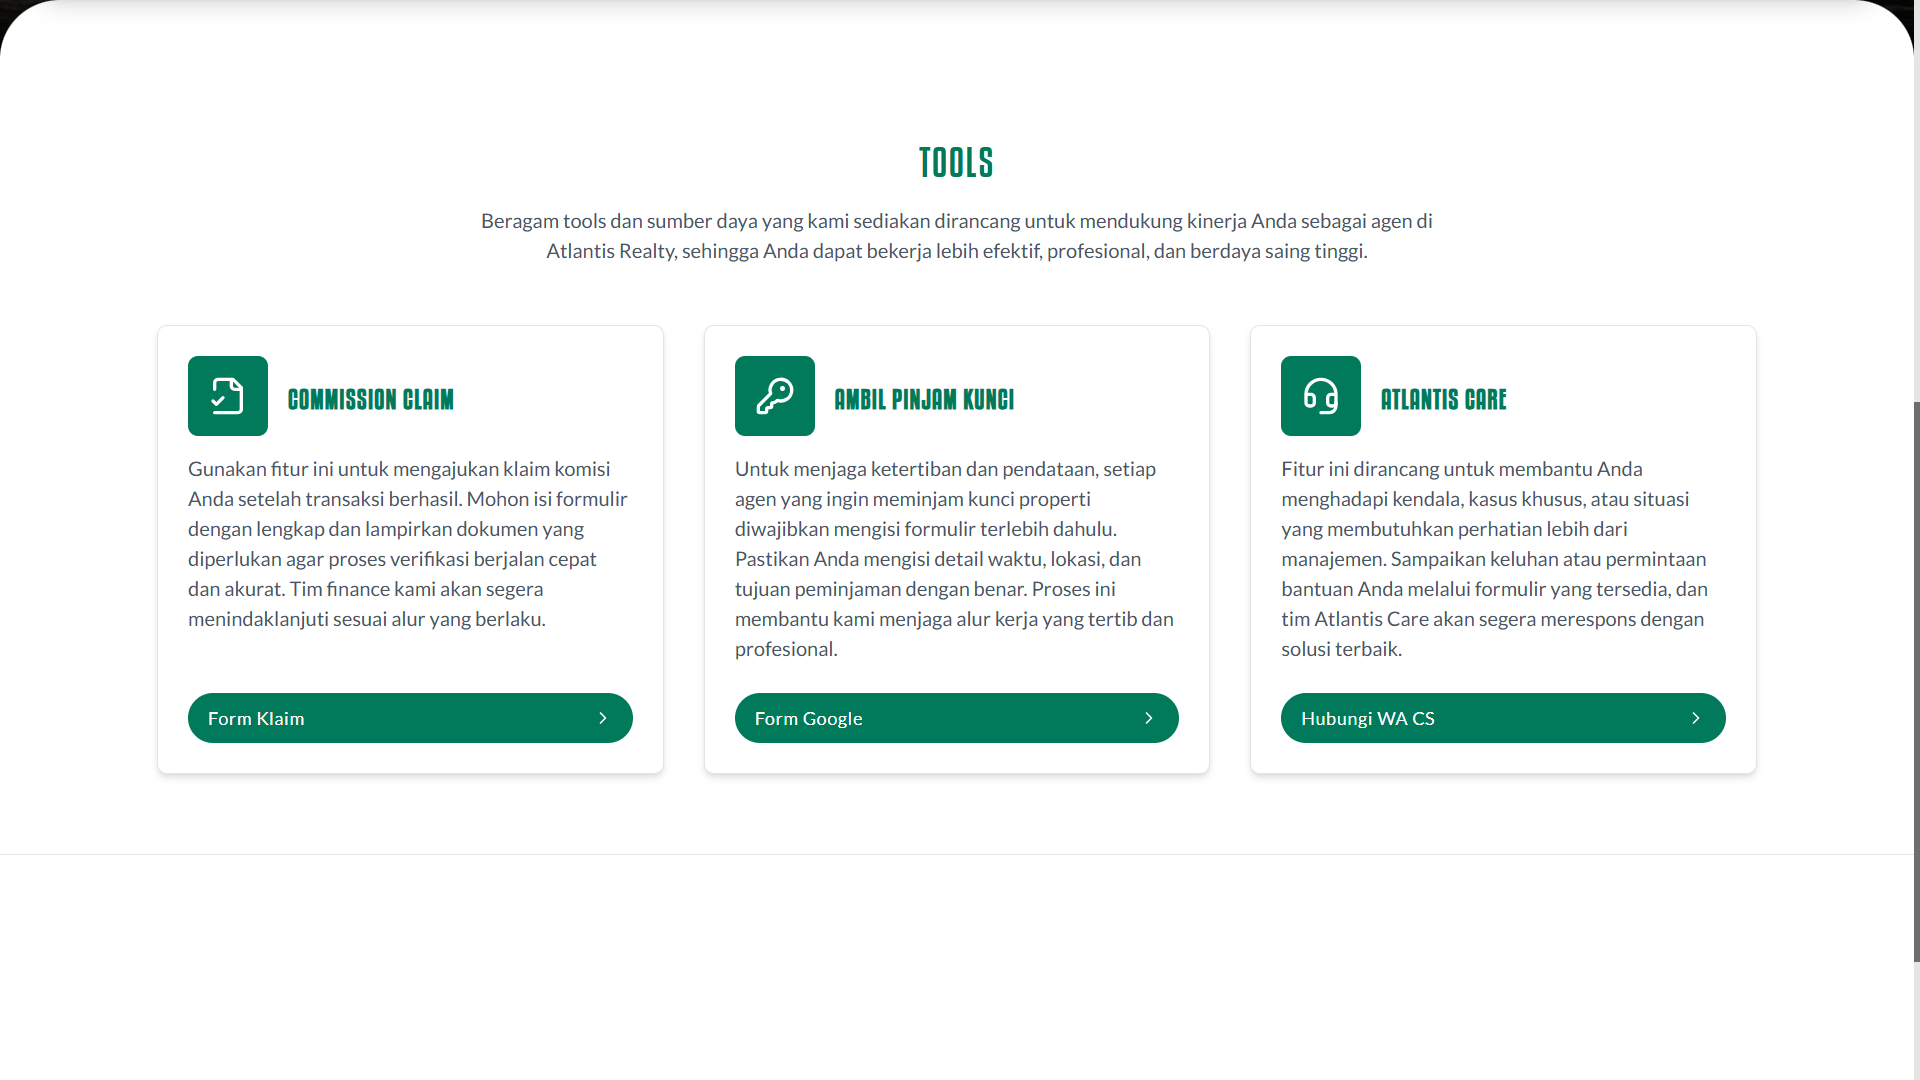 TOOLS
Beragam tools dan sumber daya yang kami sediakan dirancang untuk mendukung kinerja Anda sebagai agen di
Atlantis Realty, sehingga Anda dapat bekerja lebih efektif, profesional, dan berdaya saing tinggi.
COMMISSION CLAIM
Gunakan fitur ini untuk mengajukan klaim komisi
Anda setelah transaksi berhasil. Mohon isi formulir
dengan lengkap dan lampirkan dokumen yang
diperlukan agar proses verifikasi berjalan cepat
dan akurat. Tim finance kami akan segera
menindaklanjuti sesuai alur yang berlaku.
Form Klaim
AMBIL PINJAM KUNCI
Untuk menjaga ketertiban dan pendataan, setiap
agen yang ingin meminjam kunci properti
diwajibkan mengisi formulir terlebih dahulu.
Pastikan Anda mengisi detail waktu, lokasi, dan
tujuan peminjaman dengan benar. Proses ini
membantu kami menjaga alur kerja yang tertib dan
profesional.
Form Google
ATLANTIS CARE
Fitur ini dirancang untuk membantu Anda
menghadapi kendala, kasus khusus, atau situasi
yang membutuhkan perhatian lebih dari
manajemen. Sampaikan keluhan atau permintaan
bantuan Anda melalui formulir yang tersedia, dan
tim Atlantis Care akan segera merespons dengan
solusi terbaik.
Hubungi WA CS